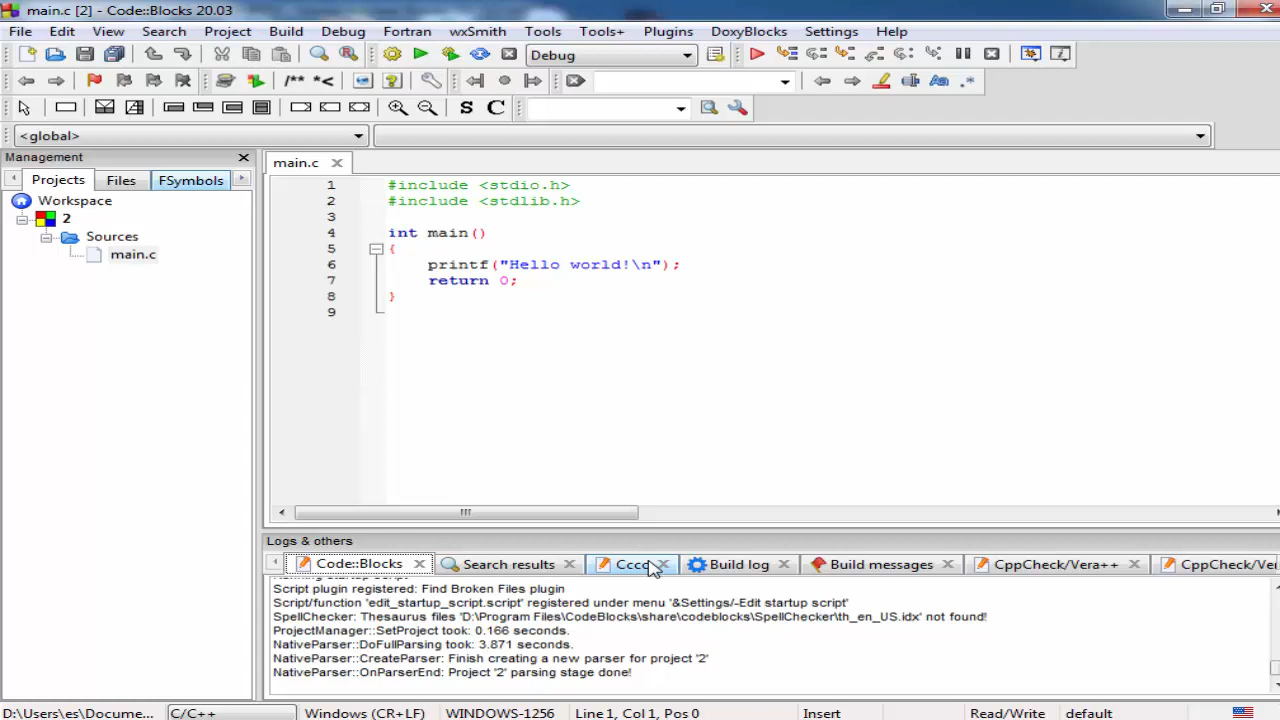 main.c [2] - Code::Blocks 20.03
File Edit View Search Project Build Debug Fortran wxSmith Tools Tools+ Plugins DoxyBlocks Settings Help
Debug
/** *<
S C
<global>
Management
Projects Files FSymbols
Workspace
2
Sources
main.c
main.c
1 #include <stdio.h>
2 #include <stdlib.h>
3
4 int main()
5 {
6 printf("Hello world!\n");
7 return 0;
8 }
9
Logs & others
Code::Blocks Search results Cccc Build log Build messages CppCheck/Vera++
Script plugin registered: Find Broken Files plugin
Script/function 'edit_startup_script.script' registered under menu '&Settings/-Edit startup script'
SpellChecker: Thesaurus files 'D:\Program Files\CodeBlocks\share\codeblocks\SpellChecker\th_en_US.idx' not found!
ProjectManager::SetProject took: 0.166 seconds.
NativeParser::DoFullParsing took: 3.871 seconds.
NativeParser::CreateParser: Finish creating a new parser for project '2'
NativeParser::OnParserEnd: Project '2' parsing stage done!
D:\Users\es\Docume... C/C++ Windows (CR+LF) WINDOWS-1256 Line 1, Col 1, Pos 0 Insert Read/Write default